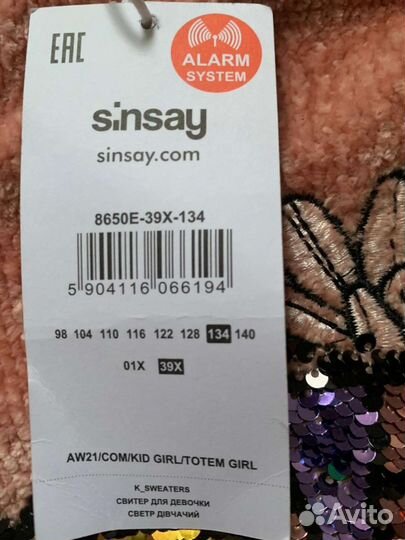 EAC
ALARM
SYSTEM
sinsay
sinsay.com
8650E-39X-134
5 904116 066194
98 104 110 116 122 128 134 140
01X 39X
AW21/COM/KID GIRL/TOTEM GIRL
K_SWEATERS
СВИТЕР ДЛЯ ДЕВОЧКИ
СВЕТР ДІВЧАЧИЙ
Avito